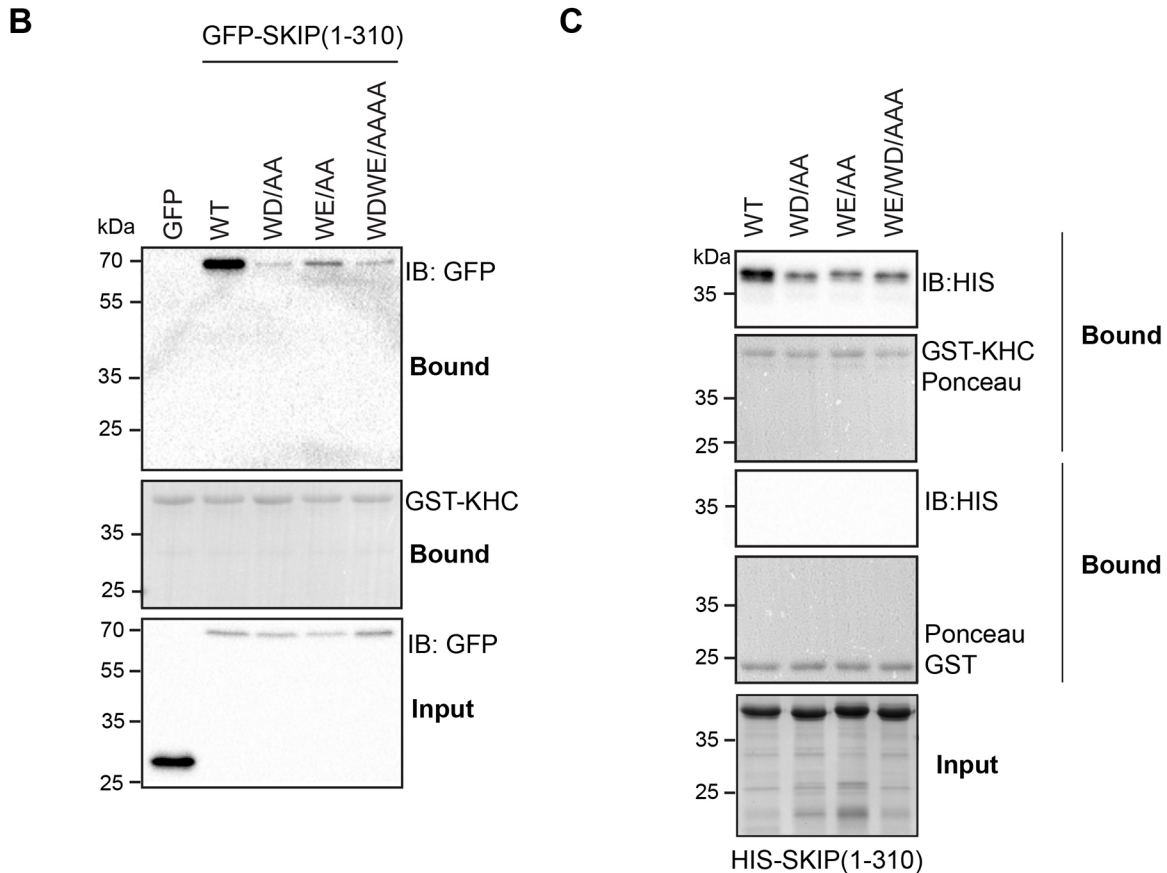 B
GFP-SKIP(1-310)
GFP
WT
WD/AA
WE/AA
WDWE/AAAA
kDa
70
55
35
25
IB: GFP
Bound
35
25
GST-KHC
Bound
70
55
35
25
IB: GFP
Input
C
WT
WD/AA
WE/AA
WE/WD/AAA
kDa
35
IB:HIS
GST-KHC
Ponceau
35
25
Bound
35
IB:HIS
35
25
Ponceau
GST
Bound
35
25
Input
HIS-SKIP(1-310)